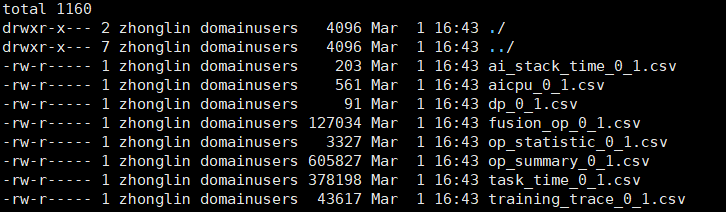 total 1160
drwxr-x--- 2 zhonglin domainusers   4096 Mar  1 16:43 ./
drwxr-x--- 7 zhonglin domainusers   4096 Mar  1 16:43 ../
-rw-r----- 1 zhonglin domainusers    203 Mar  1 16:43 ai_stack_time_0_1.csv
-rw-r----- 1 zhonglin domainusers    561 Mar  1 16:43 aicpu_0_1.csv
-rw-r----- 1 zhonglin domainusers     91 Mar  1 16:43 dp_0_1.csv
-rw-r----- 1 zhonglin domainusers 127034 Mar  1 16:43 fusion_op_0_1.csv
-rw-r----- 1 zhonglin domainusers   3327 Mar  1 16:43 op_statistic_0_1.csv
-rw-r----- 1 zhonglin domainusers 605827 Mar  1 16:43 op_summary_0_1.csv
-rw-r----- 1 zhonglin domainusers 378198 Mar  1 16:43 task_time_0_1.csv
-rw-r----- 1 zhonglin domainusers  43617 Mar  1 16:43 training_trace_0_1.csv